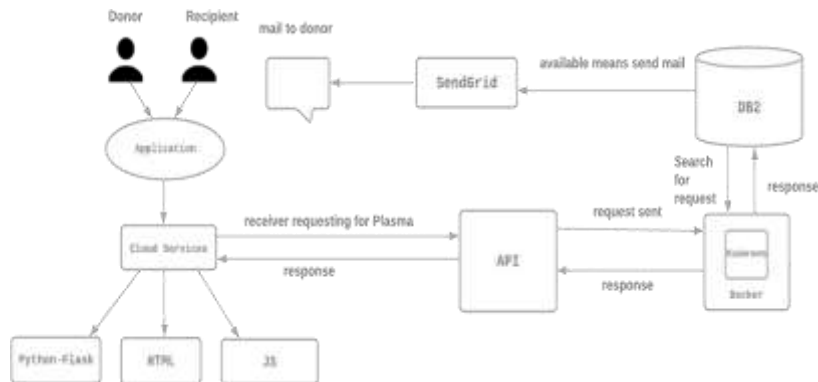 Donor
Recipient
mail to donor
available means send mail
SendGrid
DB2
Application
Search
for
request
response
receiver requesting for Plasma
request sent
Cloud Services
API
response
response
Docker
Python-Flask
HTML